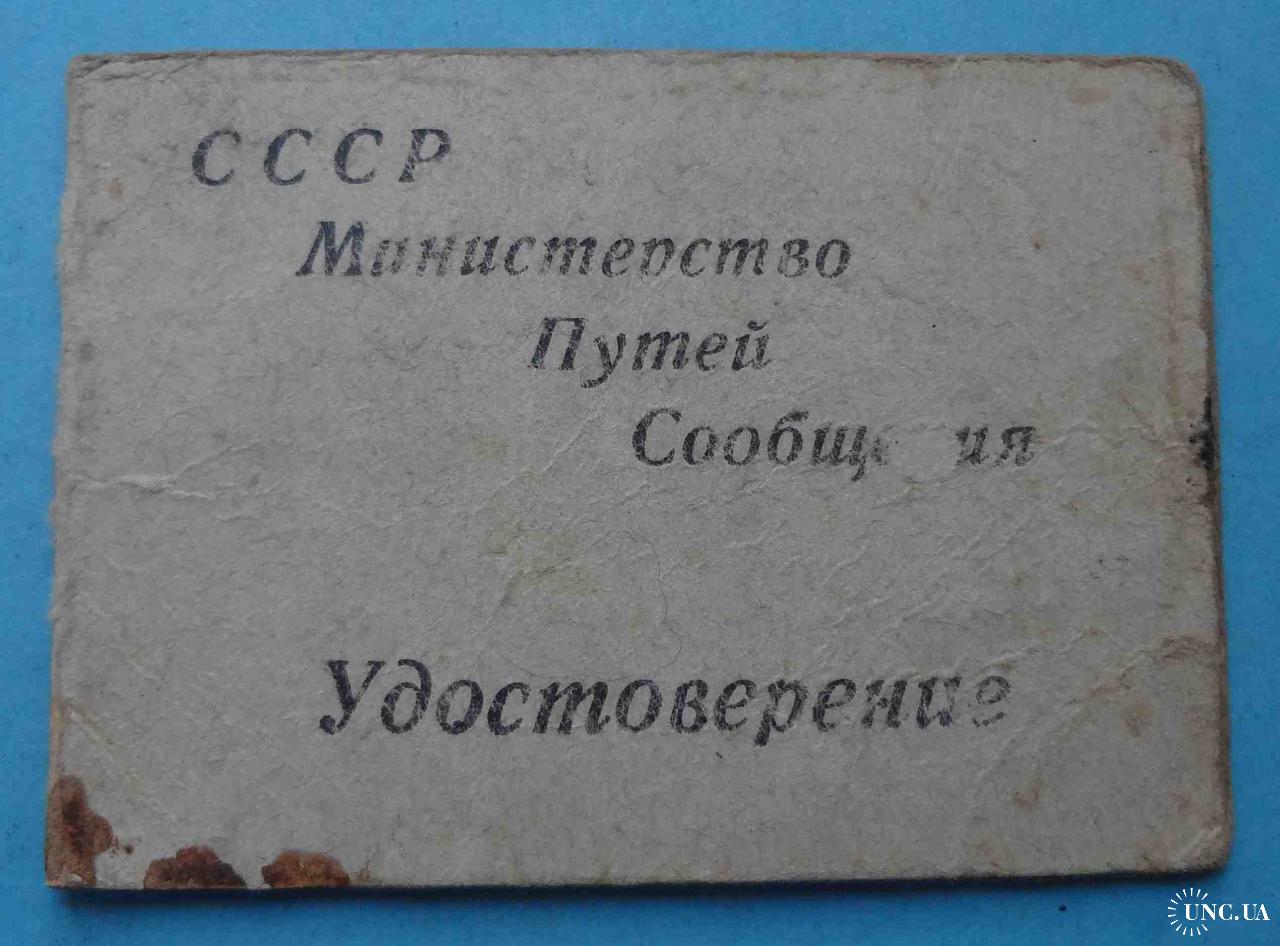 СССР
Министерство
Путей
Сообщения
Удостоверение
UNC.UA